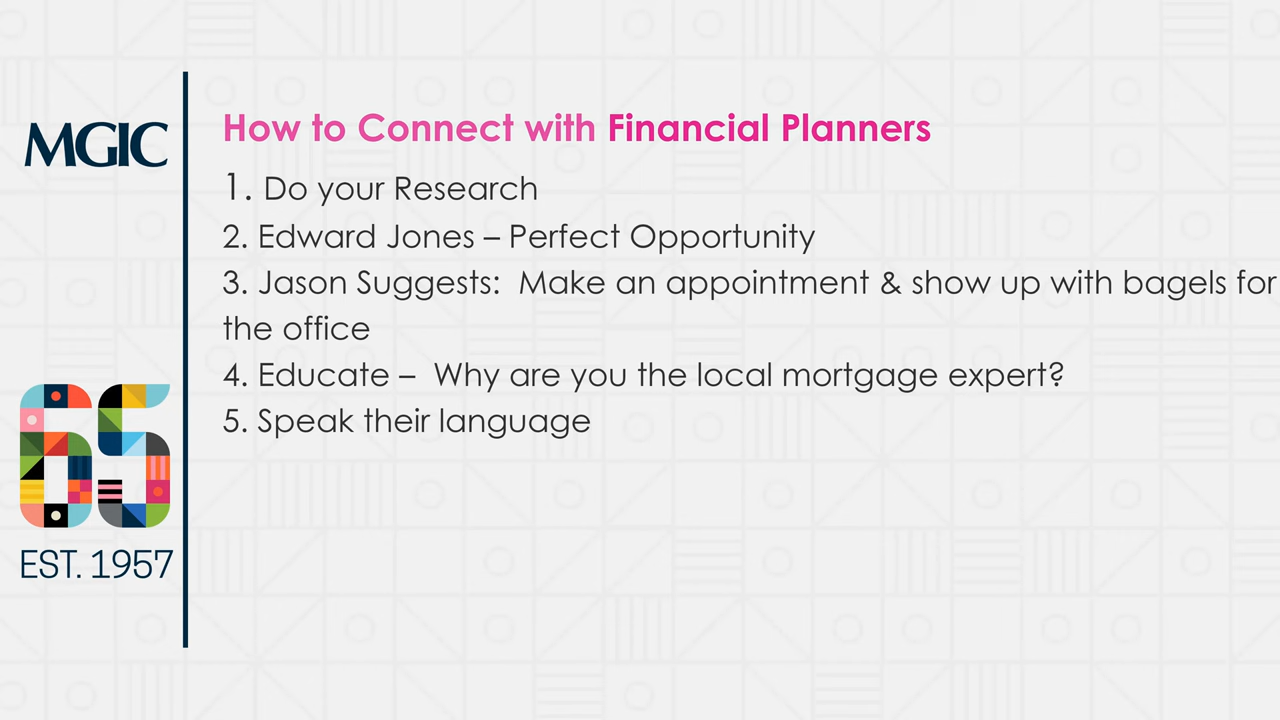 MGIC
How to Connect with Financial Planners
1. Do your Research
2. Edward Jones – Perfect Opportunity
3. Jason Suggests:  Make an appointment & show up with bagels for
the office
4. Educate –  Why are you the local mortgage expert?
5. Speak their language
65
EST. 1957